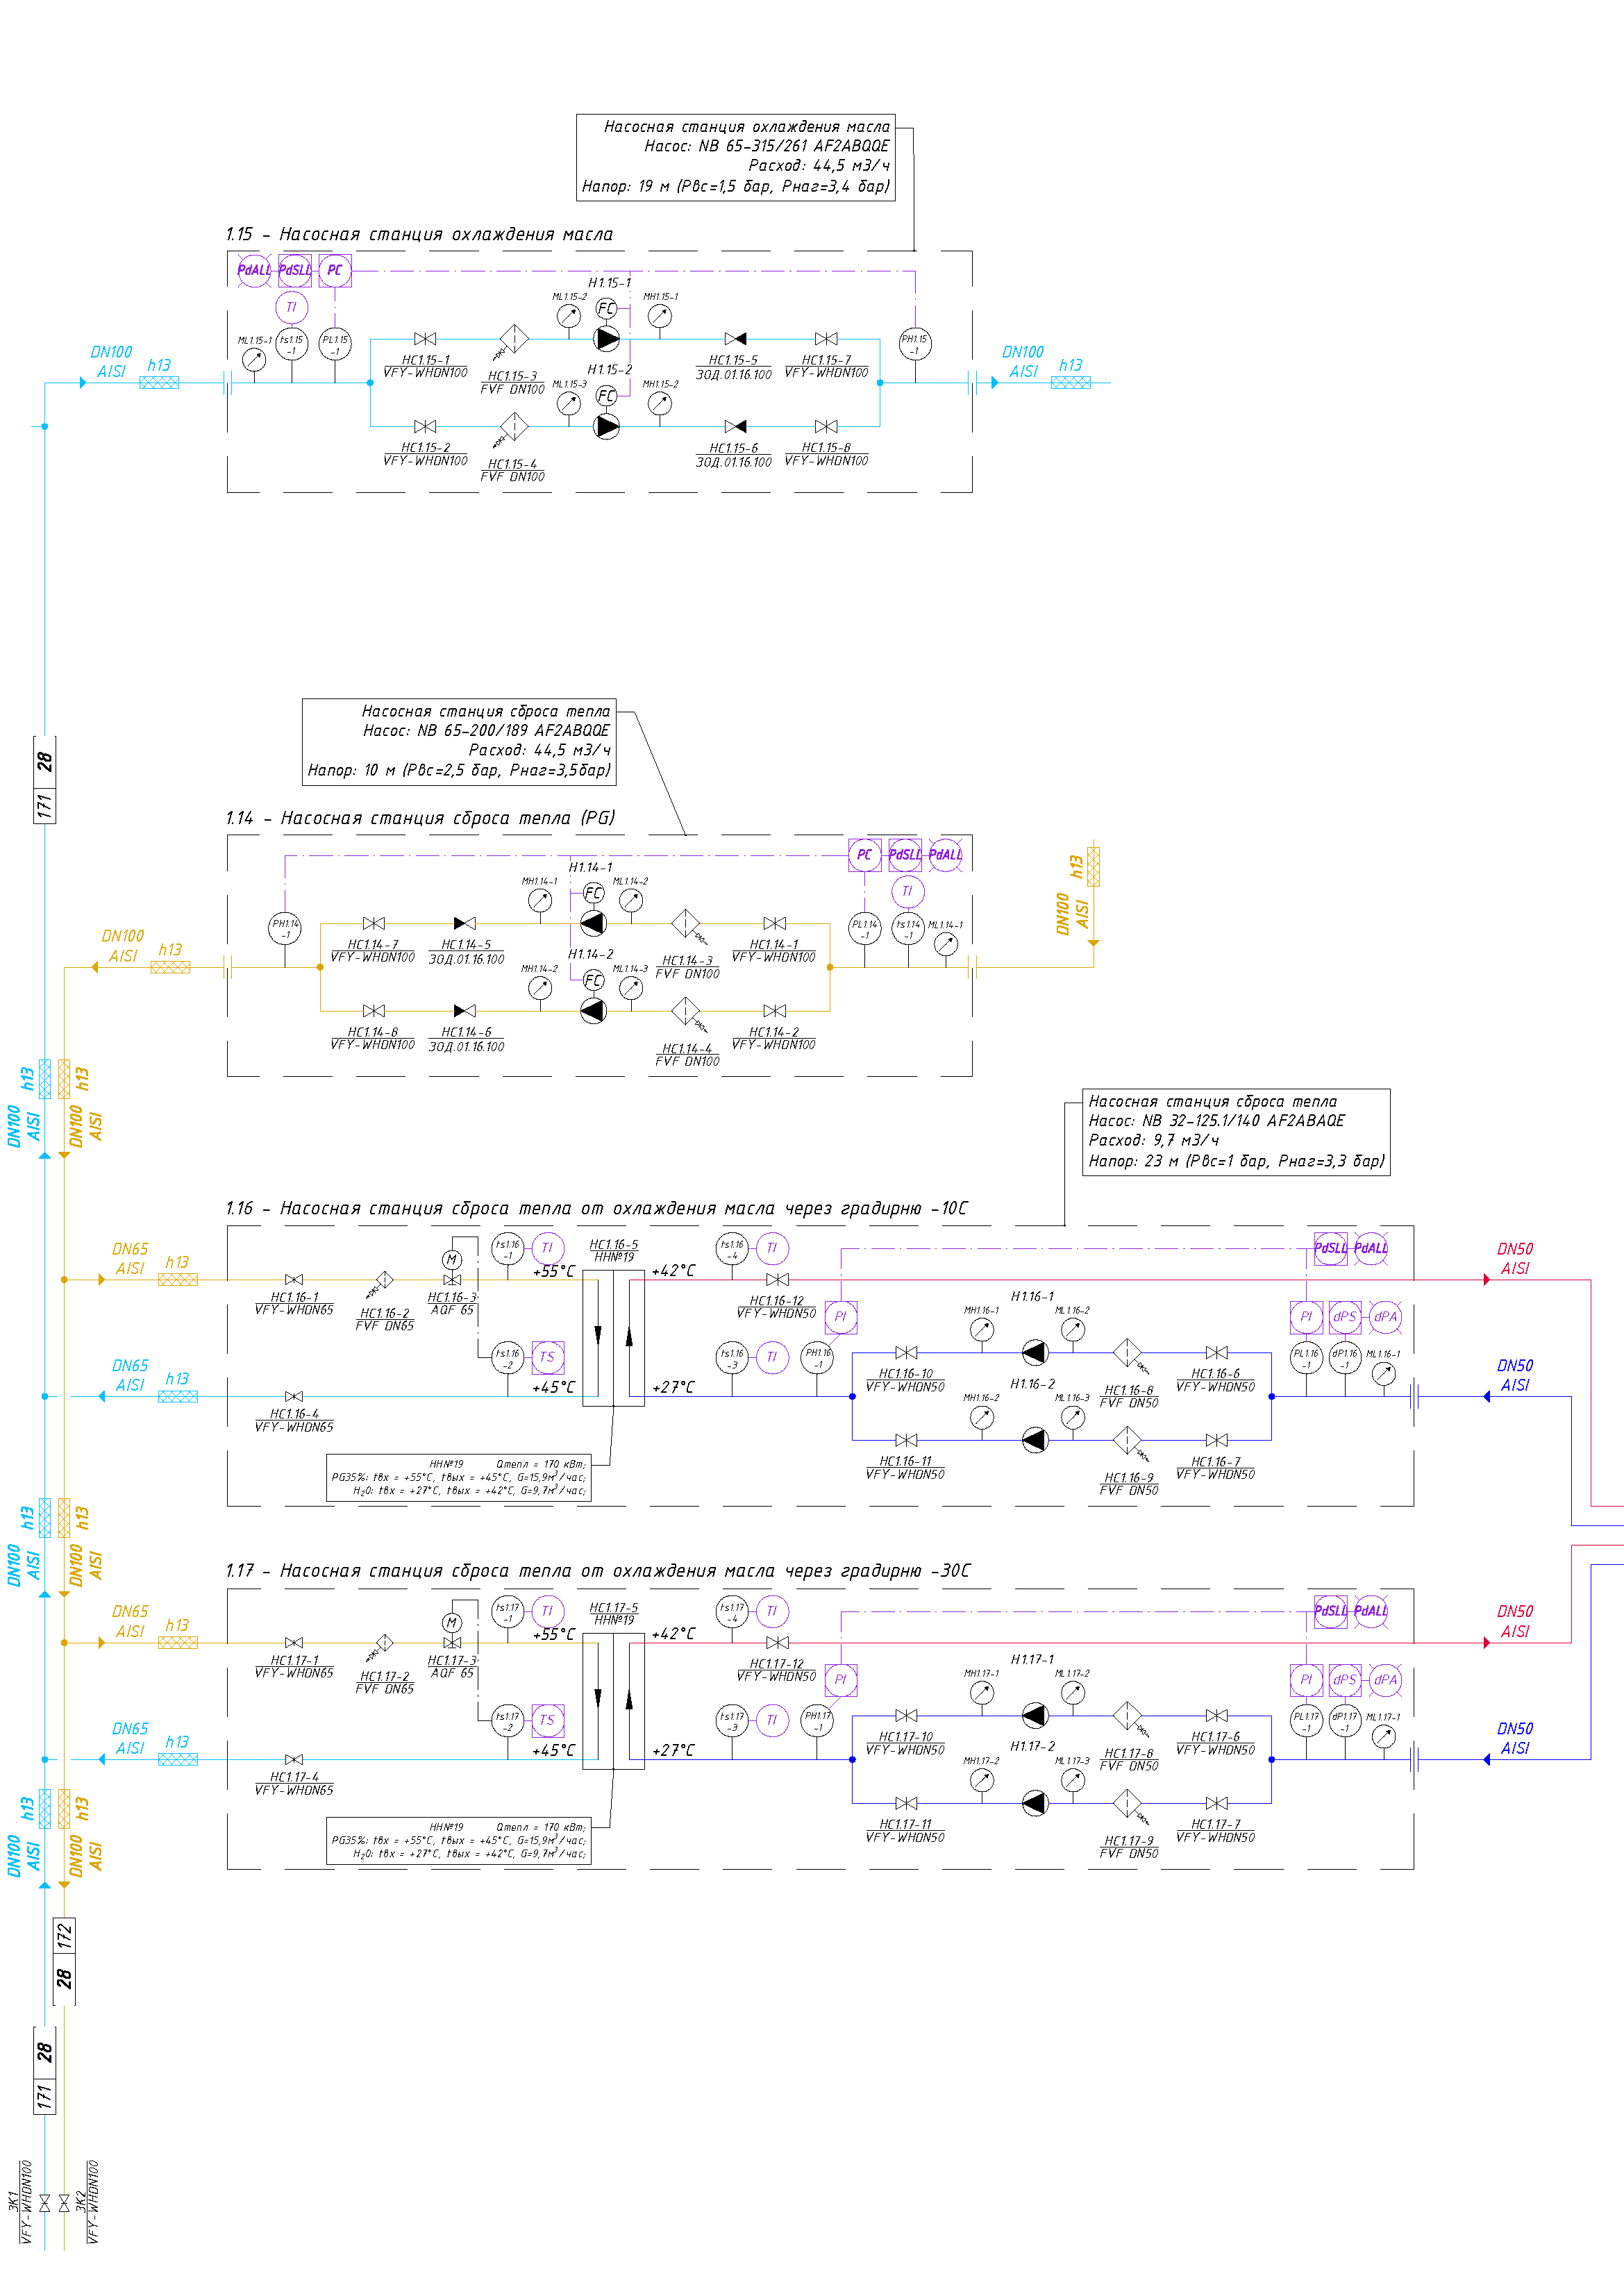 Насосная станция охлаждения масла
Насос: NB 65-315/261 AF2ABQQE
Расход: 44,5 м3/ч
Напор: 19 м (Рвс=1,5 бар, Рнаг=3,4 бар)
1.15 - Насосная станция охлаждения масла
PdALL PdSLL PC
TI
ML1.15-1
ts1.15
-1
PL1.15
-1
ML1.15-2
H1.15-1
FC
MH1.15-1
PH1.15
-1
DN100
AISI
h13
HC1.15-1
VFY-WHDN100
HC1.15-3
FVF DN100
HC1.15-5
ЗОД.01.16.100
HC1.15-7
VFY-WHDN100
DN100
AISI
h13
ML1.15-3
H1.15-2
FC
MH1.15-2
HC1.15-2
VFY-WHDN100
HC1.15-4
FVF DN100
HC1.15-6
ЗОД.01.16.100
HC1.15-8
VFY-WHDN100
Насосная станция сброса тепла
Насос: NB 65-200/189 AF2ABQQE
Расход: 44,5 м3/ч
Напор: 10 м (Рвс=2,5 бар, Рнаг=3,5бар)
171 28
1.14 - Насосная станция сброса тепла (PG)
PC PdSLL PdALL
TI
PH1.14
-1
MH1.14-1
H1.14-1
FC
ML1.14-2
PL1.14
-1
ts1.14
-1
ML1.14-1
h13
DN100
AISI
DN100
AISI
h13
HC1.14-7
VFY-WHDN100
HC1.14-5
ЗОД.01.16.100
HC1.14-3
FVF DN100
HC1.14-1
VFY-WHDN100
MH1.14-2
H1.14-2
FC
ML1.14-3
HC1.14-8
VFY-WHDN100
HC1.14-6
ЗОД.01.16.100
HC1.14-4
FVF DN100
HC1.14-2
VFY-WHDN100
h13
h13
DN100
AISI
DN100
AISI
Насосная станция сброса тепла
Насос: NB 32-125.1/140 AF2ABAQE
Расход: 9,7 м3/ч
Напор: 23 м (Рвс=1 бар, Рнаг=3,3 бар)
1.16 - Насосная станция сброса тепла от охлаждения масла через градирню -10С
DN65
AISI
h13
HC1.16-1
VFY-WHDN65
HC1.16-2
FVF DN65
M
HC1.16-3
AQF 65
ts1.16
-1
TI
+55°C
HC1.16-5
НН№19
+42°C
ts1.16
-4
TI
HC1.16-12
VFY-WHDN50
PdSLL PdALL
DN50
AISI
DN65
AISI
h13
HC1.16-4
VFY-WHDN65
ts1.16
-2
TS
+45°C
+27°C
ts1.16
-3
TI
PH1.16
-1
PI
MH1.16-1
H1.16-1
ML1.16-2
HC1.16-10
VFY-WHDN50
HC1.16-8
FVF DN50
HC1.16-6
VFY-WHDN50
PI dPS dPA
PL1.16
-1
dP1.16
-1
ML1.16-1
DN50
AISI
MH1.16-2
H1.16-2
ML1.16-3
HC1.16-11
VFY-WHDN50
HC1.16-9
FVF DN50
HC1.16-7
VFY-WHDN50
НН№19 Qтепл = 170 кВт;
PG35%: tвх = +55°C, tвых = +45°C, G=15,9м³/час;
H₂O: tвх = +27°C, tвых = +42°C, G=9,7м³/час;
h13
h13
DN100
AISI
DN100
AISI
1.17 - Насосная станция сброса тепла от охлаждения масла через градирню -30С
DN65
AISI
h13
HC1.17-1
VFY-WHDN65
HC1.17-2
FVF DN65
M
HC1.17-3
AQF 65
ts1.17
-1
TI
+55°C
HC1.17-5
НН№19
+42°C
ts1.17
-4
TI
HC1.17-12
VFY-WHDN50
PdSLL PdALL
DN50
AISI
DN65
AISI
h13
HC1.17-4
VFY-WHDN65
ts1.17
-2
TS
+45°C
+27°C
ts1.17
-3
TI
PH1.17
-1
PI
MH1.17-1
H1.17-1
ML1.17-2
HC1.17-10
VFY-WHDN50
HC1.17-8
FVF DN50
HC1.17-6
VFY-WHDN50
PI dPS dPA
PL1.17
-1
dP1.17
-1
ML1.17-1
DN50
AISI
MH1.17-2
H1.17-2
ML1.17-3
HC1.17-11
VFY-WHDN50
HC1.17-9
FVF DN50
HC1.17-7
VFY-WHDN50
НН№19 Qтепл = 170 кВт;
PG35%: tвх = +55°C, tвых = +45°C, G=15,9м³/час;
H₂O: tвх = +27°C, tвых = +42°C, G=9,7м³/час;
h13
h13
DN100
AISI
DN100
AISI
28 172
171 28
ЗК1
VFY-WHDN100
ЗК2
VFY-WHDN100